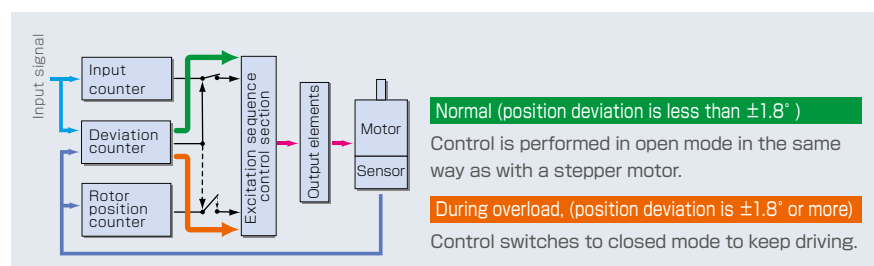 Input signal
Input
counter
Deviation
counter
Rotor
position
counter
Excitation sequence
control section
Output elements
Motor
Sensor
Normal (position deviation is less than ±1.8˚ )
Control is performed in open mode in the same
way as with a stepper motor.
During overload, (position deviation is ±1.8˚ or more)
Control switches to closed mode to keep driving.